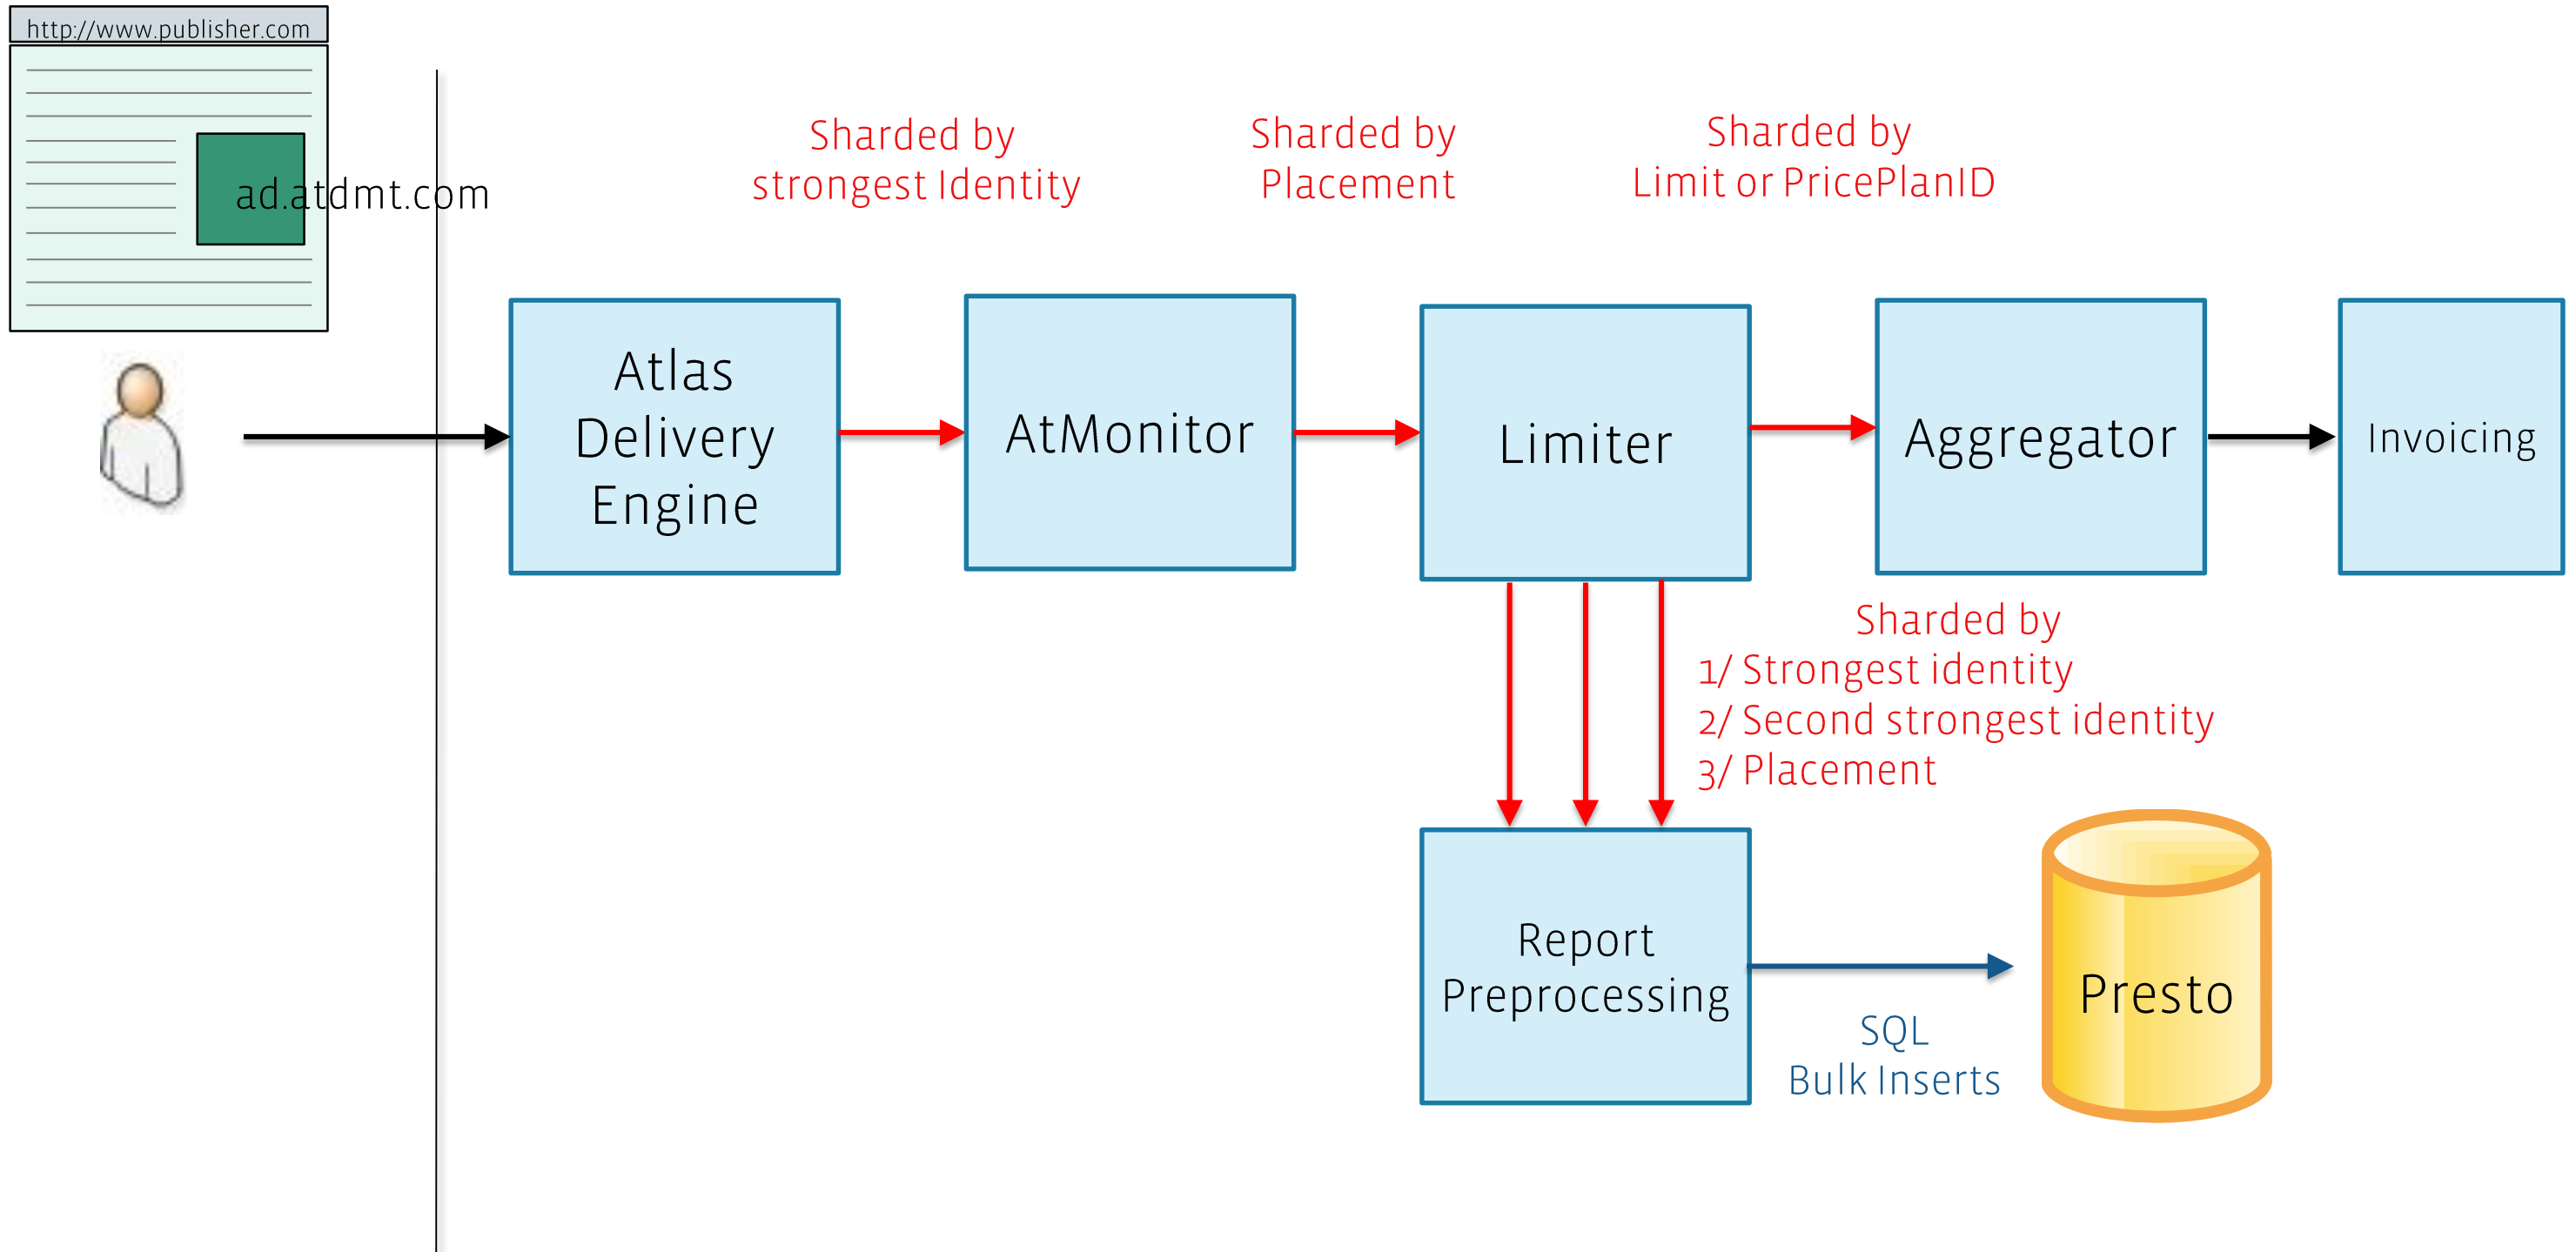 http://www.publisher.com
ad.atdmt.com
Sharded by
strongest Identity
Sharded by
Placement
Sharded by
Limit or PricePlanID
Atlas
Delivery
Engine
AtMonitor
Limiter
Aggregator
Invoicing
Sharded by
1/ Strongest identity
2/ Second strongest identity
3/ Placement
Report
Preprocessing
SQL
Bulk Inserts
Presto